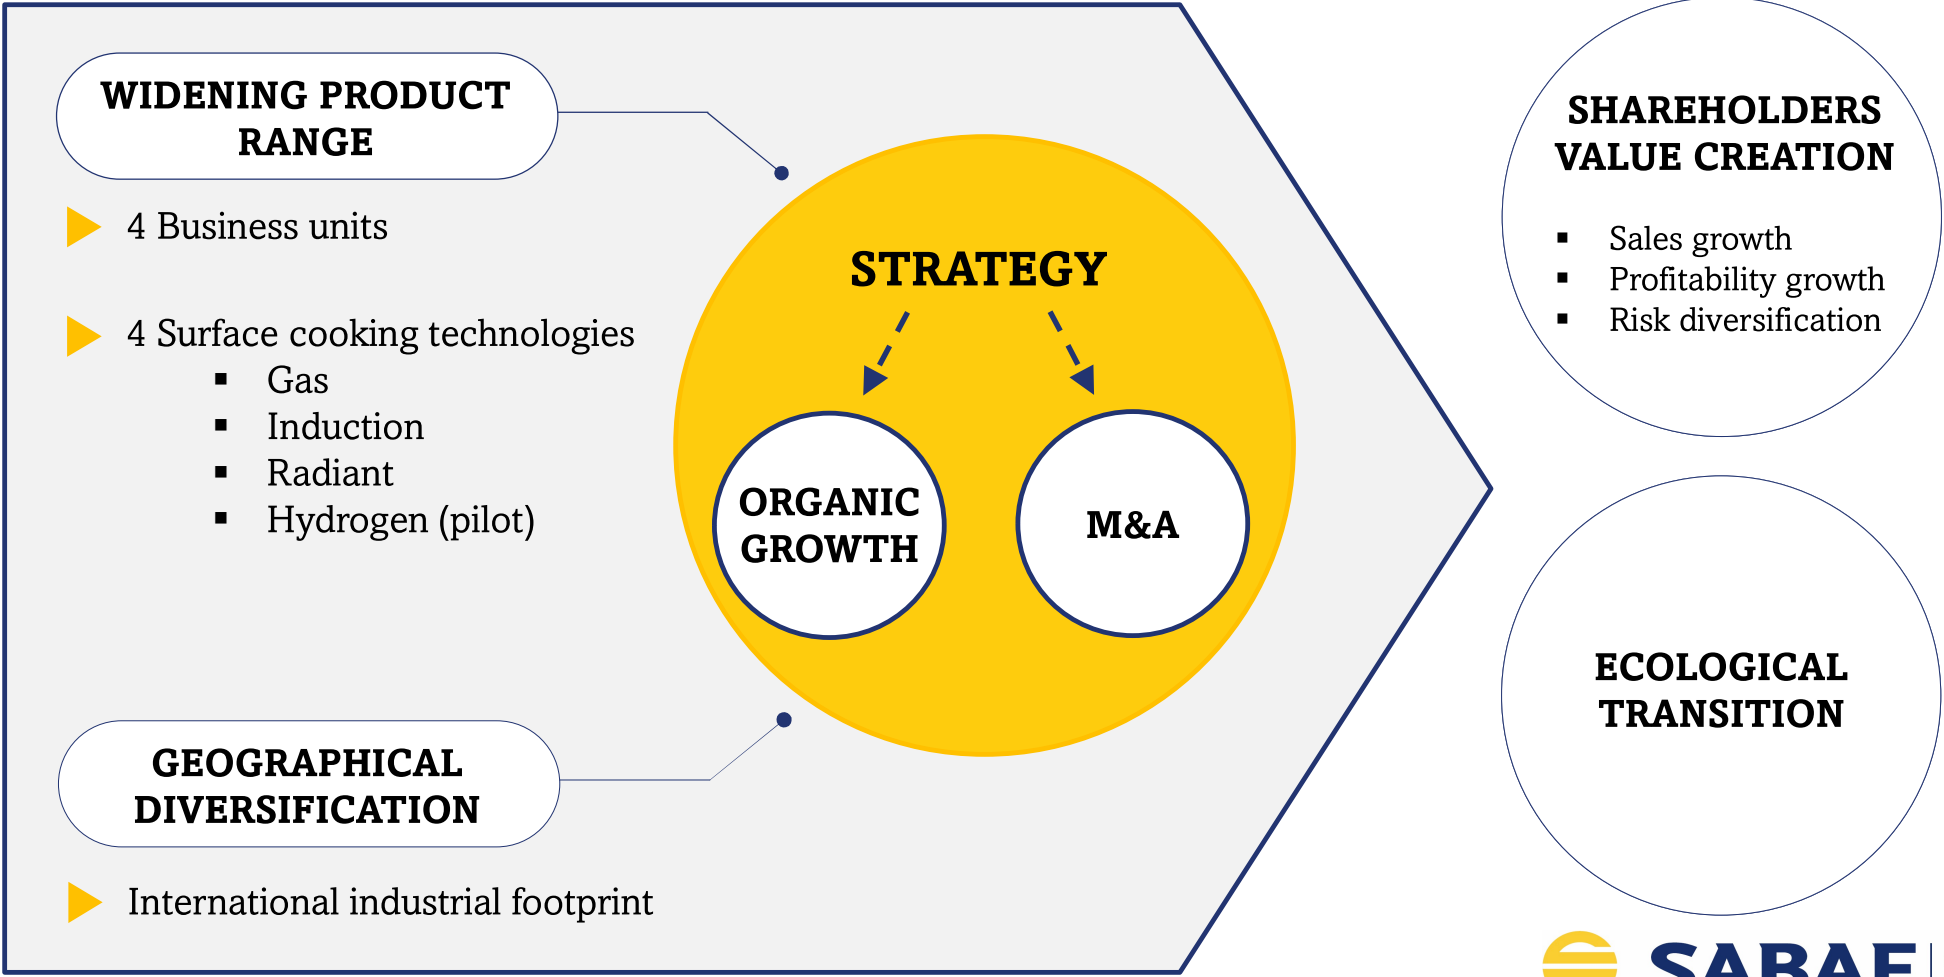 WIDENING PRODUCT
RANGE
4 Business units
4 Surface cooking technologies
▪ Gas
▪ Induction
▪ Radiant
▪ Hydrogen (pilot)
GEOGRAPHICAL
DIVERSIFICATION
International industrial footprint
STRATEGY
ORGANIC
GROWTH
M&A
SHAREHOLDERS
VALUE CREATION
▪ Sales growth
▪ Profitability growth
▪ Risk diversification
ECOLOGICAL
TRANSITION
SABAF